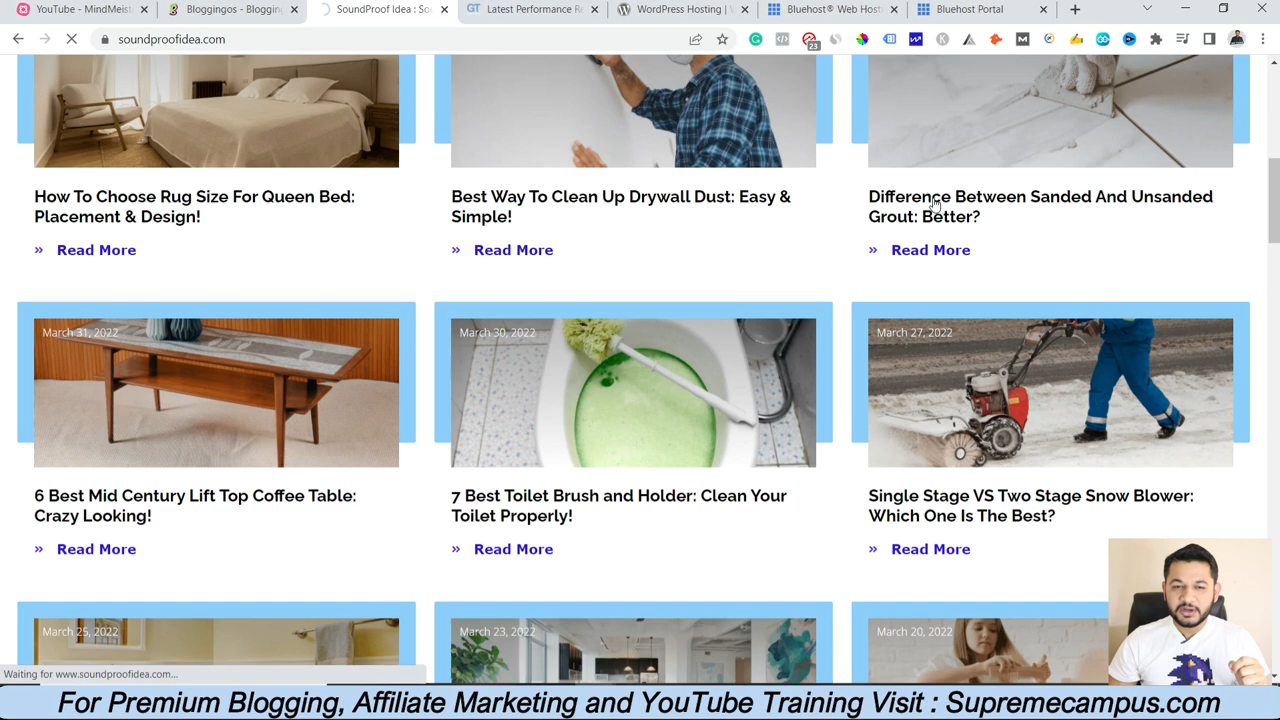 YouTube - MindMeist
Bloggingos - Blogging
SoundProof Idea : So
GT Latest Performance Re
WordPress Hosting | V
Bluehost® Web Host
Bluehost Portal
soundproofidea.com
23
How To Choose Rug Size For Queen Bed:
Placement & Design!
» Read More
Best Way To Clean Up Drywall Dust: Easy &
Simple!
» Read More
Difference Between Sanded And Unsanded
Grout: Better?
» Read More
March 31, 2022
6 Best Mid Century Lift Top Coffee Table:
Crazy Looking!
» Read More
March 30, 2022
7 Best Toilet Brush and Holder: Clean Your
Toilet Properly!
» Read More
March 27, 2022
Single Stage VS Two Stage Snow Blower:
Which One Is The Best?
» Read More
March 25, 2022
March 23, 2022
March 20, 2022
Waiting for www.soundproofidea.com...
For Premium Blogging, Affiliate Marketing and YouTube Training Visit : Supremecampus.com